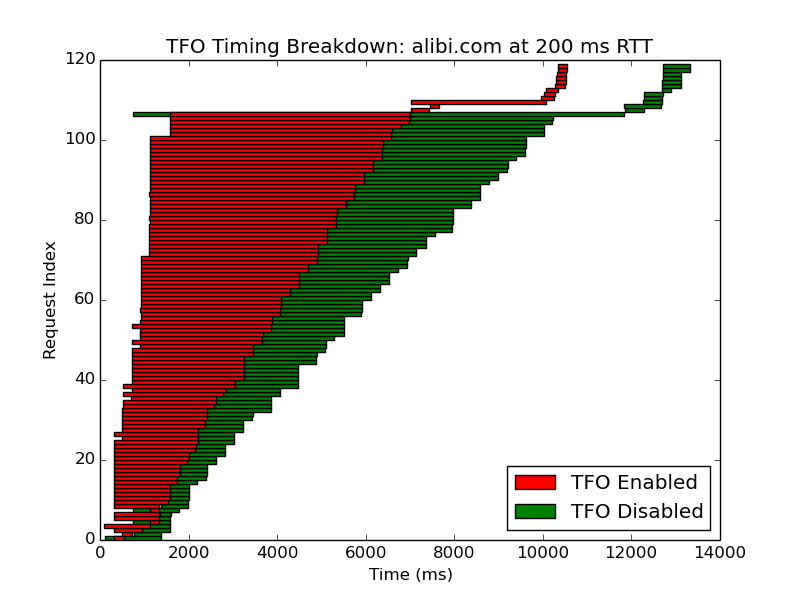 TFO Timing Breakdown: alibi.com at 200 ms RTT
120
100
80
60
40
20
0
Request Index
TFO Enabled
TFO Disabled
0 2000 4000 6000 8000 10000 12000 14000
Time (ms)